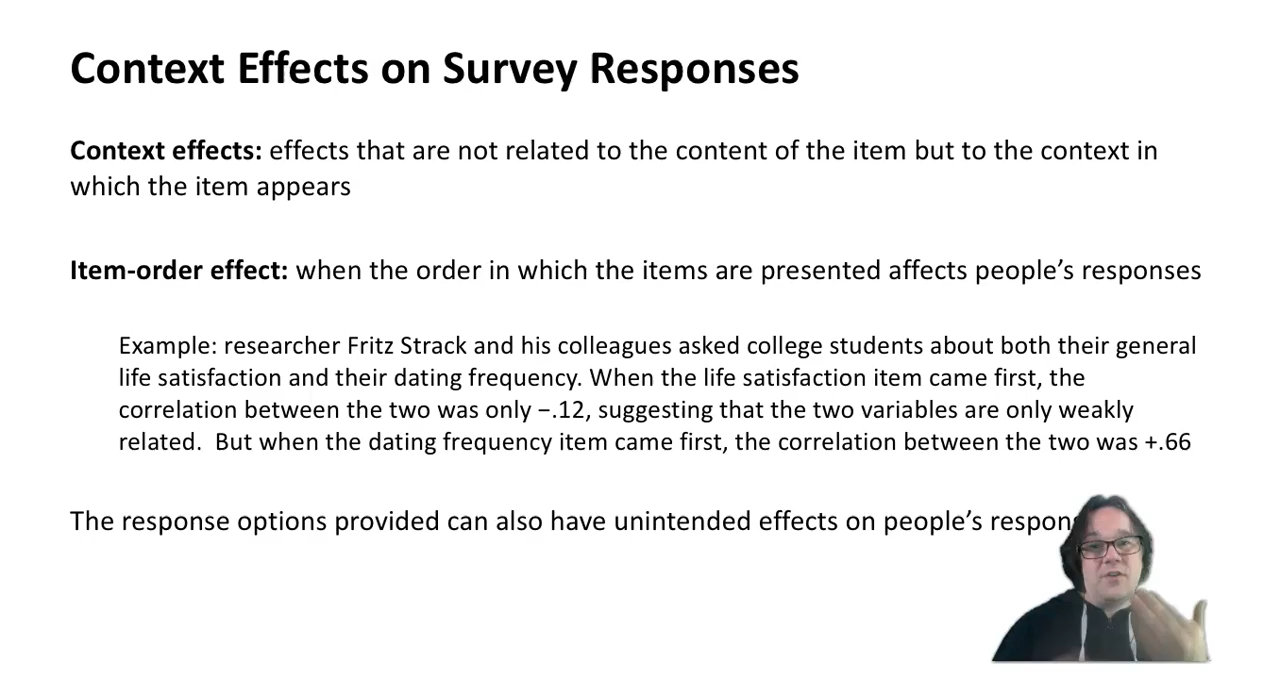 Context Effects on Survey Responses
Context effects: effects that are not related to the content of the item but to the context in
which the item appears
Item-order effect: when the order in which the items are presented affects people’s responses
Example: researcher Fritz Strack and his colleagues asked college students about both their general
life satisfaction and their dating frequency. When the life satisfaction item came first, the
correlation between the two was only −.12, suggesting that the two variables are only weakly
related.  But when the dating frequency item came first, the correlation between the two was +.66
The response options provided can also have unintended effects on people’s